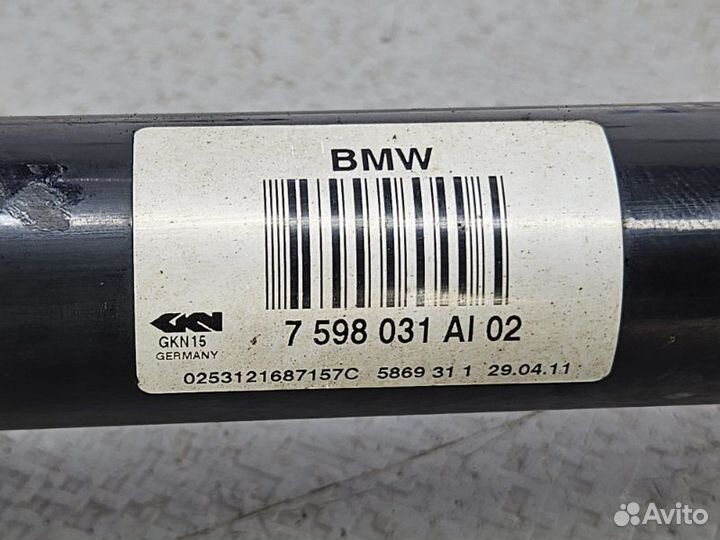 BMW
GKN
GKN15
GERMANY
7 598 031 AI 02
0253121687157C 5869 31 1 29.04.11
Avito